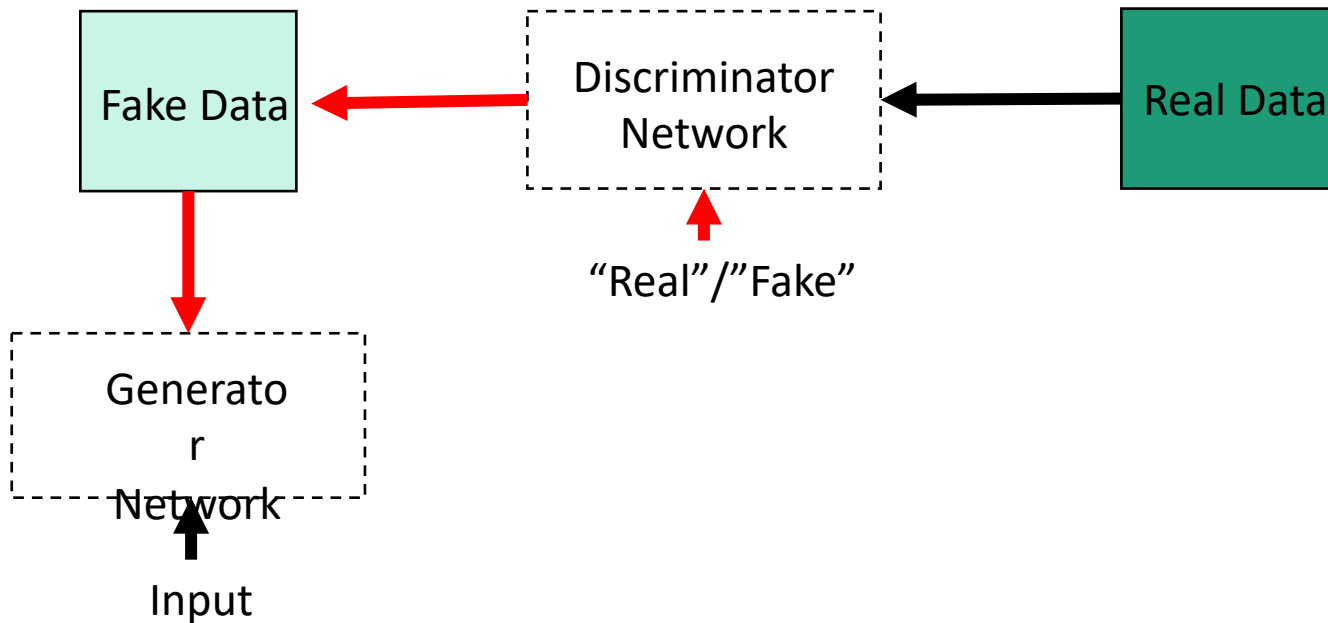 Fake Data
Discriminator
Network
Real Data
“Real”/”Fake”
Generato
r
Network
Input